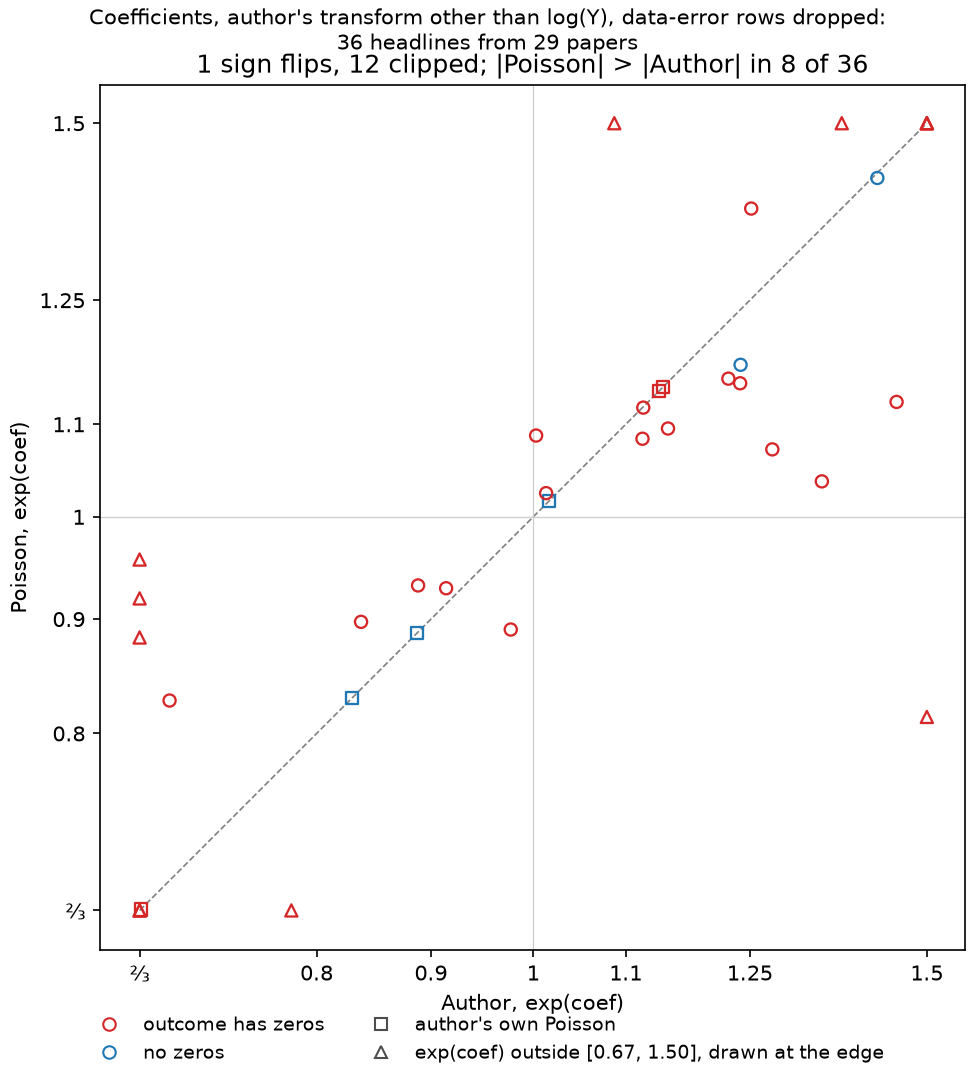 Coefficients, author's transform other than log(Y), data-error rows dropped:
36 headlines from 29 papers
1 sign flips, 12 clipped; |Poisson| > |Author| in 8 of 36
1.5
1.25
1.1
1
0.9
0.8
⅔
Poisson, exp(coef)
⅔ 0.8 0.9 1 1.1 1.25 1.5
Author, exp(coef)
outcome has zeros
no zeros
author's own Poisson
exp(coef) outside [0.67, 1.50], drawn at the edge